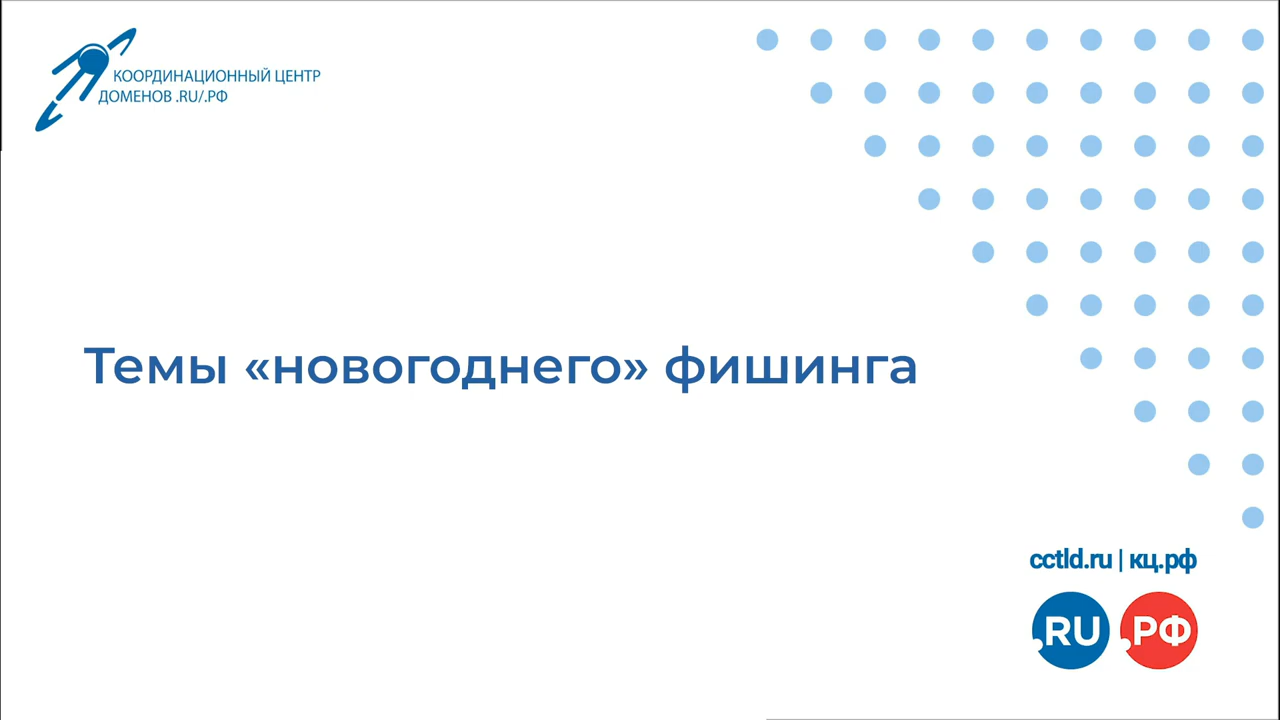 КООРДИНАЦИОННЫЙ ЦЕНТР
ДОМЕНОВ .RU/.РФ
Темы «новогоднего» фишинга
cctld.ru | кц.рф
.RU .РФ